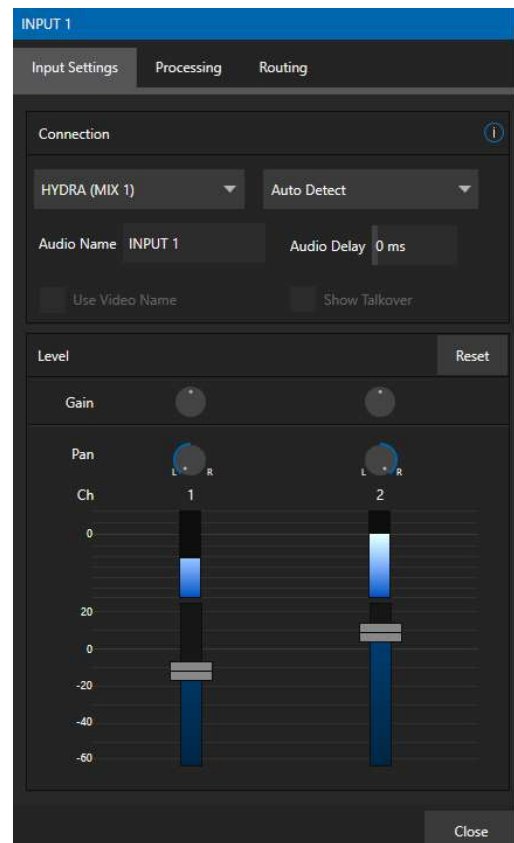 INPUT 1
Input Settings Processing Routing
Connection i
HYDRA (MIX 1) Auto Detect
Audio Name INPUT 1 Audio Delay 0 ms
Use Video Name Show Talkover
Level Reset
Gain
Pan L R L R
Ch 1 2
0
20
0
-20
-40
-60
Close